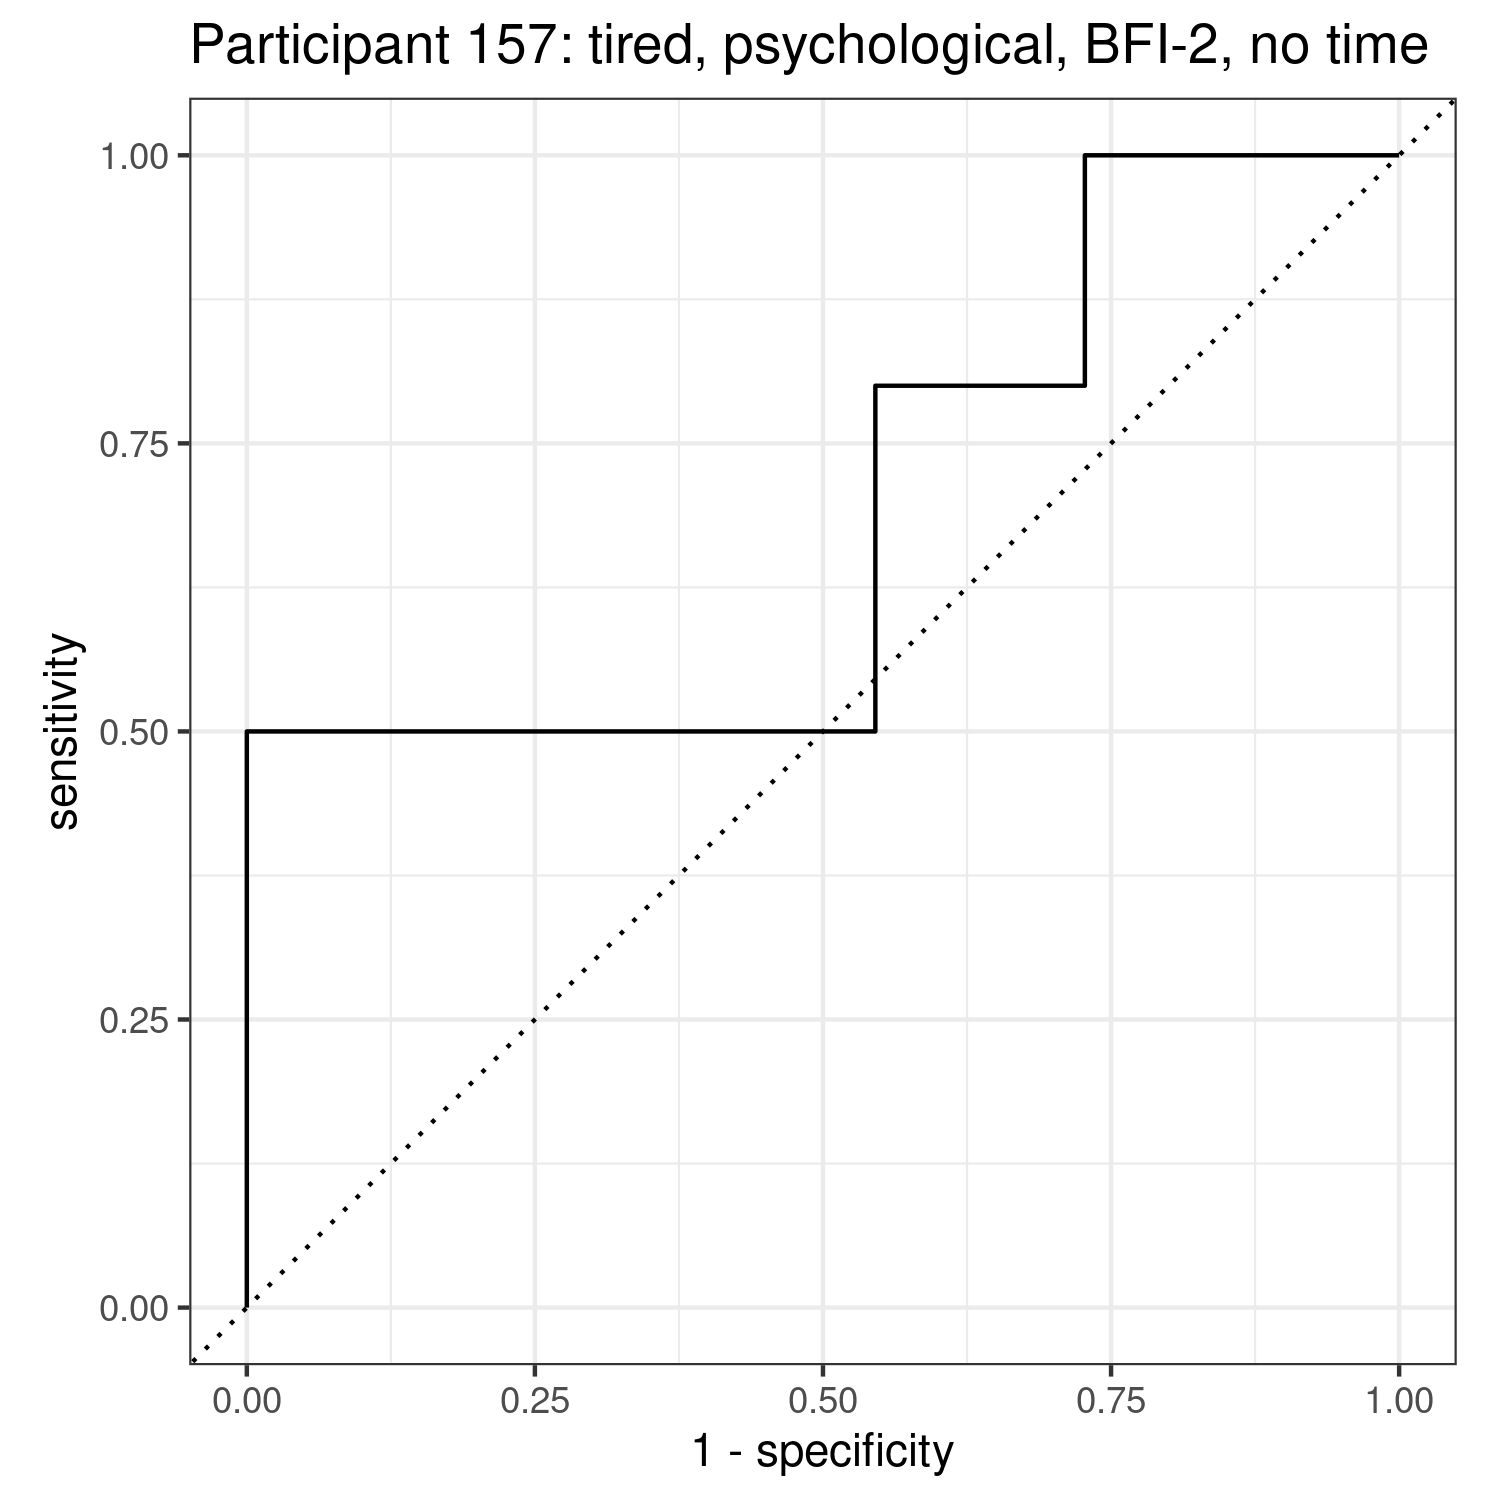 Participant 157: tired, psychological, BFI-2, no time
1.00
0.75
0.50
0.25
0.00
sensitivity
0.00 0.25 0.50 0.75 1.00
1 - specificity